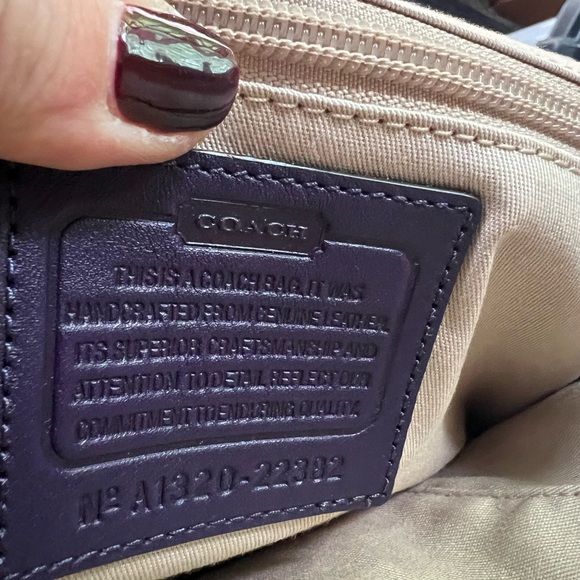 COACH
THIS IS A COACH BAG. IT WAS
HANDCRAFTED FROM GENUINE LEATHER.
ITS SUPERIOR CRAFTSMANSHIP AND
ATTENTION TO DETAIL REFLECT OUR
COMMITMENT TO ENDURING QUALITY.
Nº A1320-22382